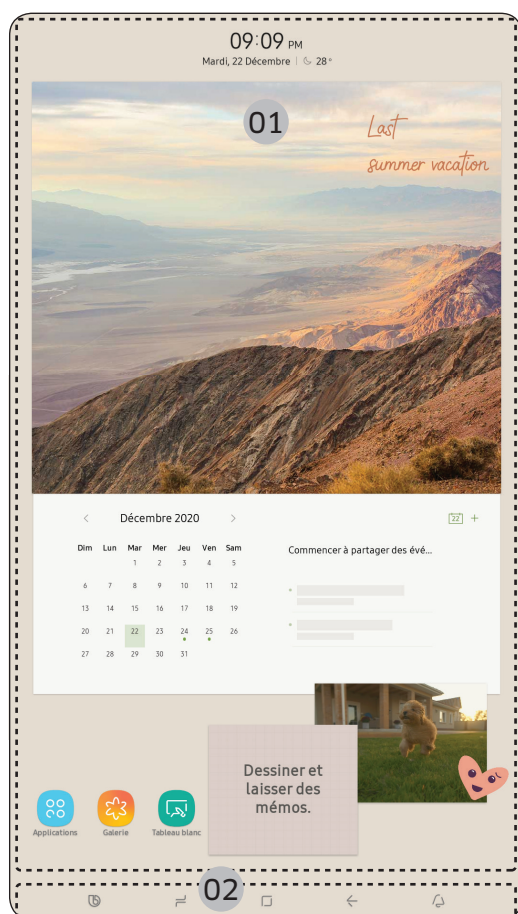 09:09 PM
Mardi, 22 Décembre | 28°
01
Last
summer vacation
Décembre 2020
22
Dim Lun Mar Mer Jeu Ven Sam
1 2 3 4 5
6 7 8 9 10 11 12
13 14 15 16 17 18 19
20 21 22 23 24 25 26
27 28 29 30 31
Commencer à partager des évé...
Dessiner et
laisser des
mémos.
Applications
Galerie
Tableau blanc
02